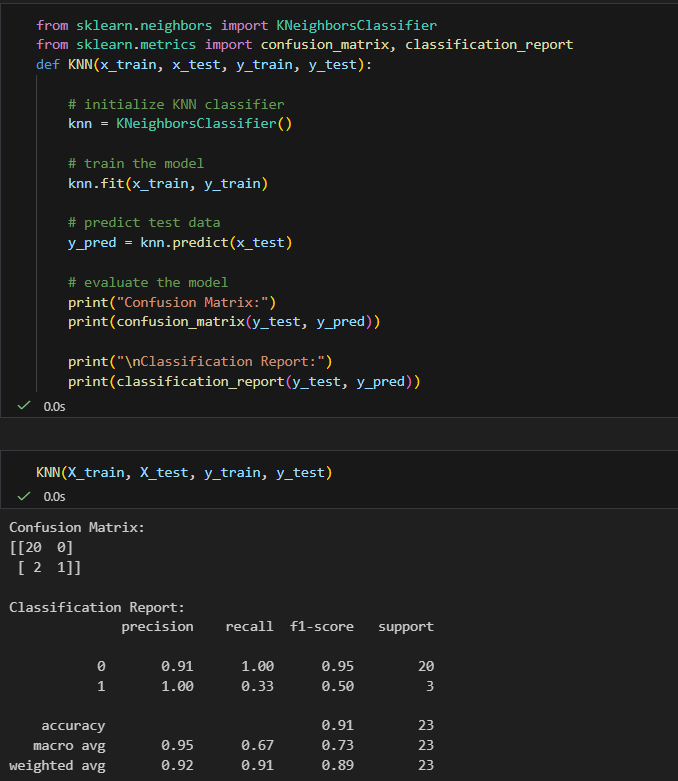 from sklearn.neighbors import KNeighborsClassifier
from sklearn.metrics import confusion_matrix, classification_report
def KNN(x_train, x_test, y_train, y_test):
# initialize KNN classifier
knn = KNeighborsClassifier()
# train the model
knn.fit(x_train, y_train)
# predict test data
y_pred = knn.predict(x_test)
# evaluate the model
print("Confusion Matrix:")
print(confusion_matrix(y_test, y_pred))
print("\nClassification Report:")
print(classification_report(y_test, y_pred))
0.0s
KNN(X_train, X_test, y_train, y_test)
0.0s
Confusion Matrix:
[[20  0]
 [ 2  1]]
Classification Report:
              precision    recall  f1-score   support
           0       0.91      1.00      0.95        20
           1       1.00      0.33      0.50         3
    accuracy                           0.91        23
   macro avg       0.95      0.67      0.73        23
weighted avg       0.92      0.91      0.89        23